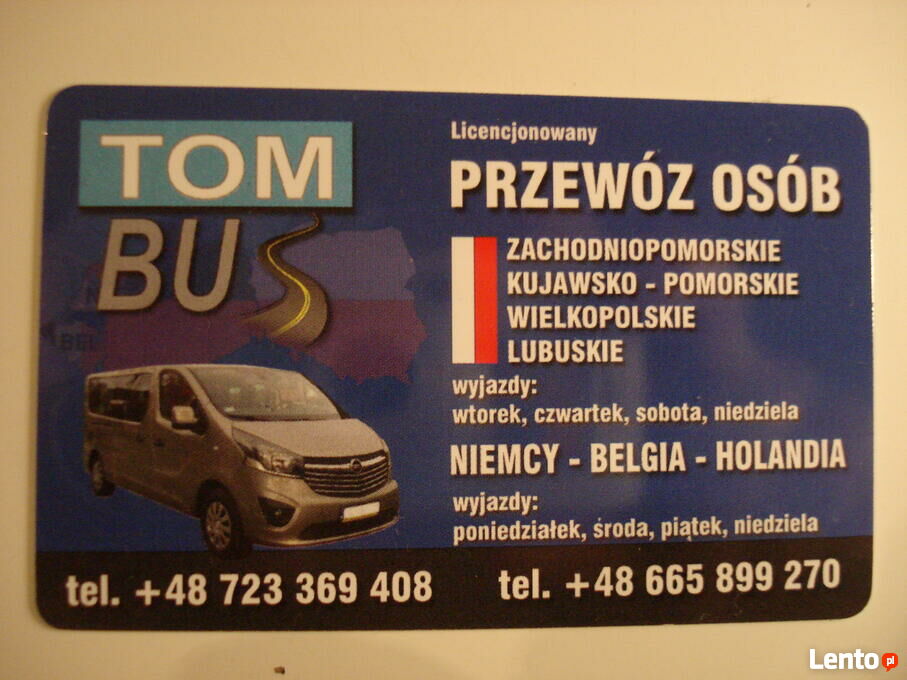 TOM
BUS
BEL
Licencjonowany
PRZEWÓZ OSÓB
ZACHODNIOPOMORSKIE
KUJAWSKO - POMORSKIE
WIELKOPOLSKIE
LUBUSKIE
wyjazdy:
wtorek, czwartek, sobota, niedziela
NIEMCY - BELGIA - HOLANDIA
wyjazdy:
poniedziałek, środa, piątek, niedziela
tel. +48 723 369 408
tel. +48 665 899 270
Lento.pl